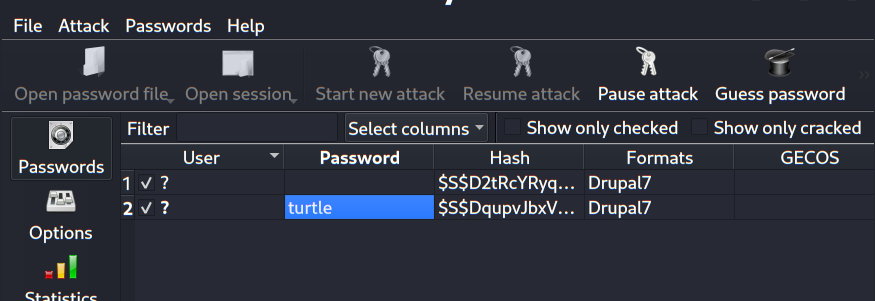 File Attack Passwords Help
Open password file Open session Start new attack Resume attack Pause attack Guess password
Filter Select columns Show only checked Show only cracked
Passwords
User Password Hash Formats GECOS
1 ? $S$D2tRcYRyq... Drupal7
2 ? turtle $S$DqupvJbxV... Drupal7
Options
Statistics